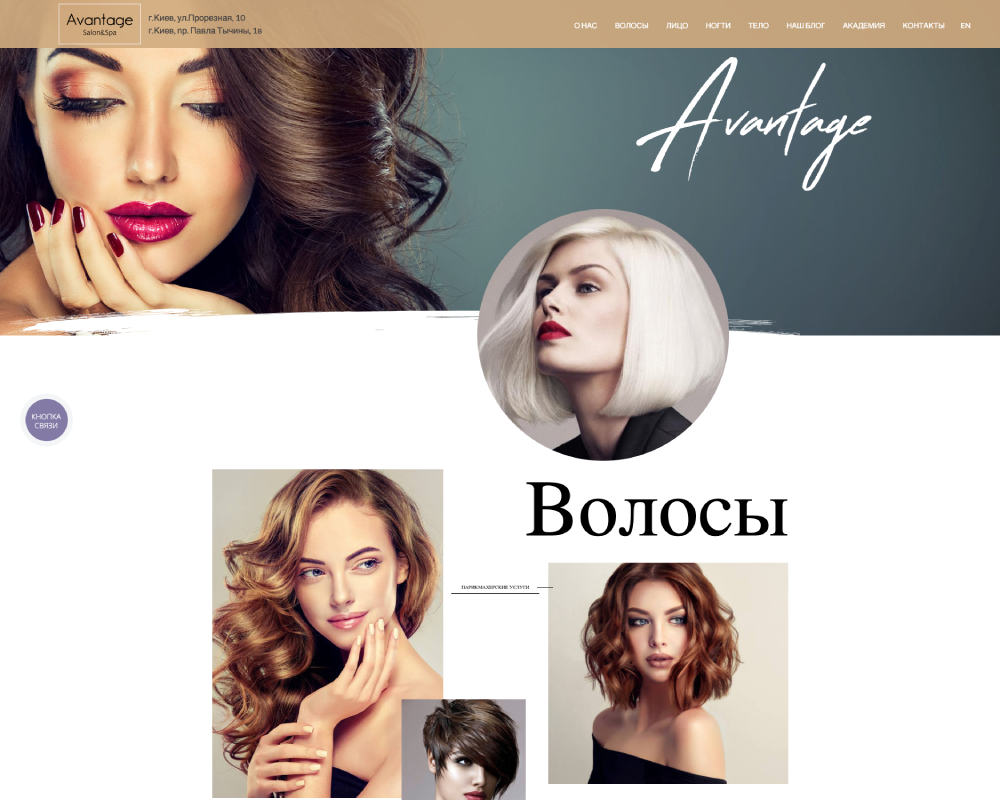 Avantage
Salon&Spa
г.Киев, ул.Прорезная, 10
г.Киев, пр. Павла Тычины, 1в
О НАС ВОЛОСЫ ЛИЦО НОГТИ ТЕЛО НАШ БЛОГ АКАДЕМИЯ КОНТАКТЫ EN
Avantage
КНОПКА
СВЯЗИ
Волосы
ПАРИКМАХЕРСКИЕ УСЛУГИ